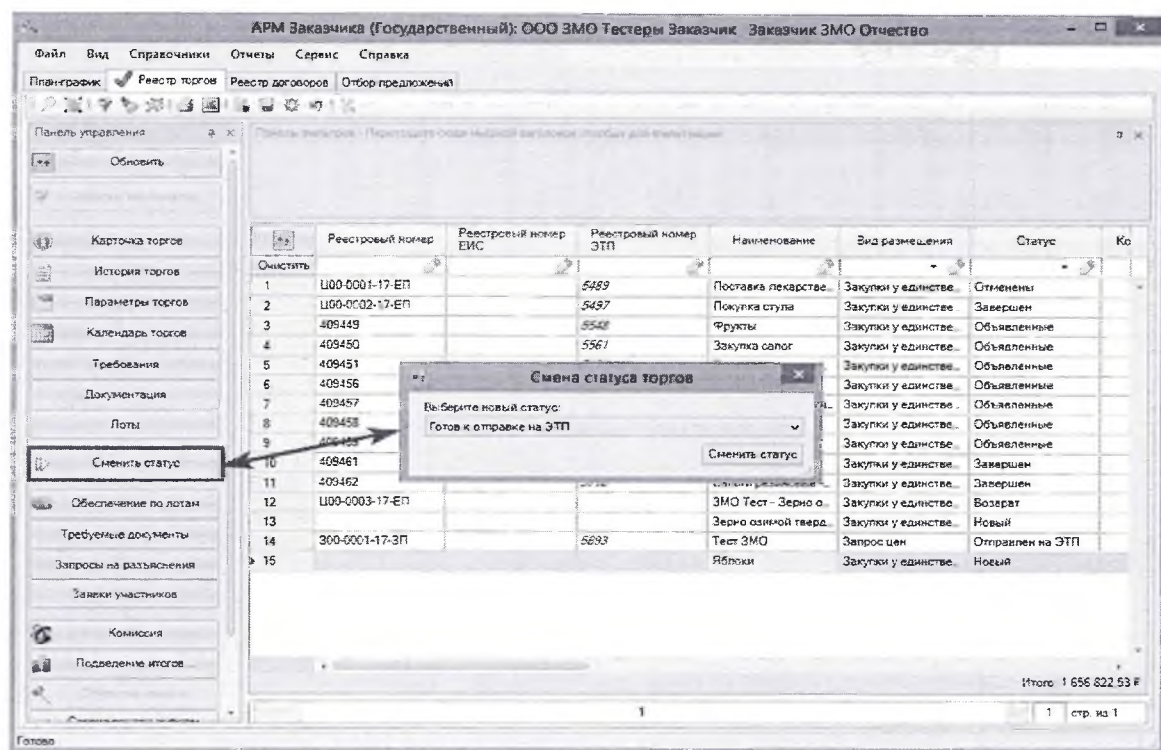 АРМ Заказчика (Государственный): ООО ЗМО Тестеры Заказчик Заказчик ЗМО Отчество
Файл Вид Справочники Отчеты Сервис Справка
План-график Реестр торгов Реестр договоров Отбор предложений
Панель управления
Обновить
Карточка торгов
История торгов
Параметры торгов
Календарь торгов
Требования
Документация
Лоты
Сменить статус
Обеспечение по лотам
Требуемые документы
Запросы на разъяснения
Заявки участников
Комиссия
Подведение итогов ...
Реестровый номер Реестровый номер ЕИС Реестровый номер ЭТП Наименование Вид размещения Статус Ко
Очистить
1 Ц00-0001-17-ЕП 5489 Поставка лекарстве... Закупки у единстве... Отменены
2 Ц00-0002-17-ЕП 5497 Покупка стула Закупки у единстве... Завершен
3 409449 5548 Фрукты Закупки у единстве... Объявленные
4 409450 5561 Закупка сапог Закупки у единстве... Объявленные
5 409451 Закупки у единстве... Объявленные
6 409456 Закупки у единстве... Объявленные
7 409457 Закупки у единстве... Объявленные
8 409458 Закупки у единстве... Объявленные
9 Закупки у единстве... Объявленные
10 409461 Закупки у единстве... Завершен
11 409462 Закупки у единстве... Завершен
12 Ц00-0003-17-ЕП ЗМО Тест - Зерно о... Закупки у единстве... Возврат
13 Зерно озимой тверд... Закупки у единстве... Новый
14 З00-0001-17-ЗП 5693 Тест ЗМО Запрос цен Отправлен на ЭТП
15 Яблоки Закупки у единстве... Новый
Смена статуса торгов
Выберите новый статус:
Готов к отправке на ЭТП
Сменить статус
Итого: 1 656 822,53 ₽
1 1 стр. из 1
Готово